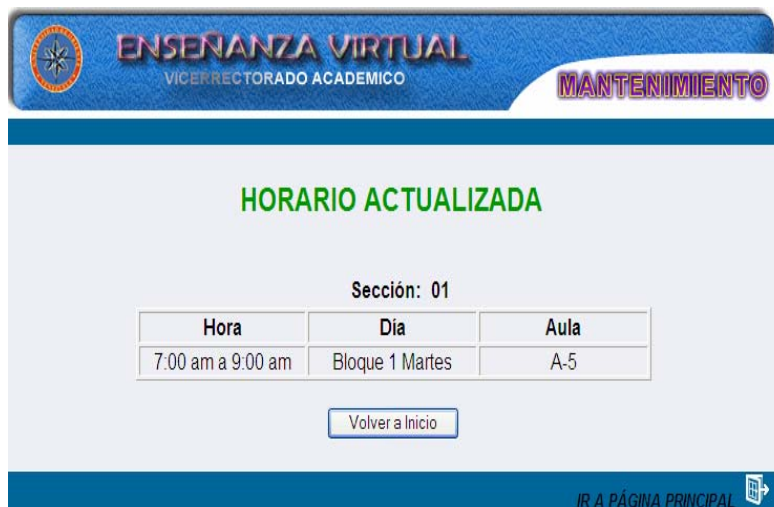 ENSEÑANZA VIRTUAL
VICERRECTORADO ACADEMICO
MANTENIMIENTO
HORARIO ACTUALIZADA
Sección: 01
Hora Día Aula
7:00 am a 9:00 am Bloque 1 Martes A-5
Volver a Inicio
IR A PÁGINA PRINCIPAL